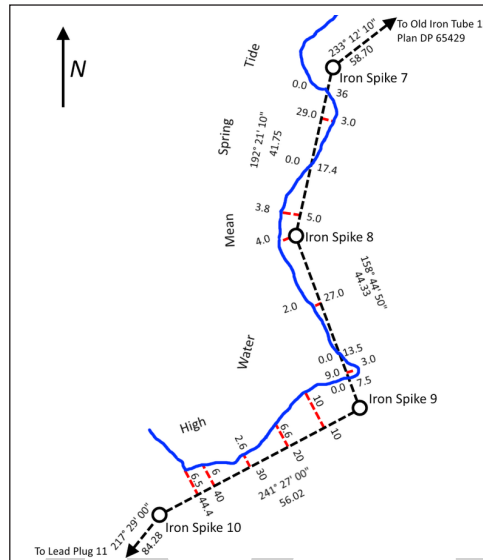 N
To Old Iron Tube 1
Plan DP 65429
233° 12' 10"
58.70
Iron Spike 7
Tide
0.0
36
29.0
3.0
Spring
192° 21' 10"
41.75
0.0
17.4
3.8
5.0
Mean
4.0
Iron Spike 8
158° 44' 50"
44.33
2.0
27.0
Water
0.0
13.5
9.0
3.0
0.0
7.5
Iron Spike 9
High
10
10
6.6
20
2.6
30
6
40
6.5
44.4
241° 27' 00"
56.02
217° 29' 00"
84.28
Iron Spike 10
To Lead Plug 11